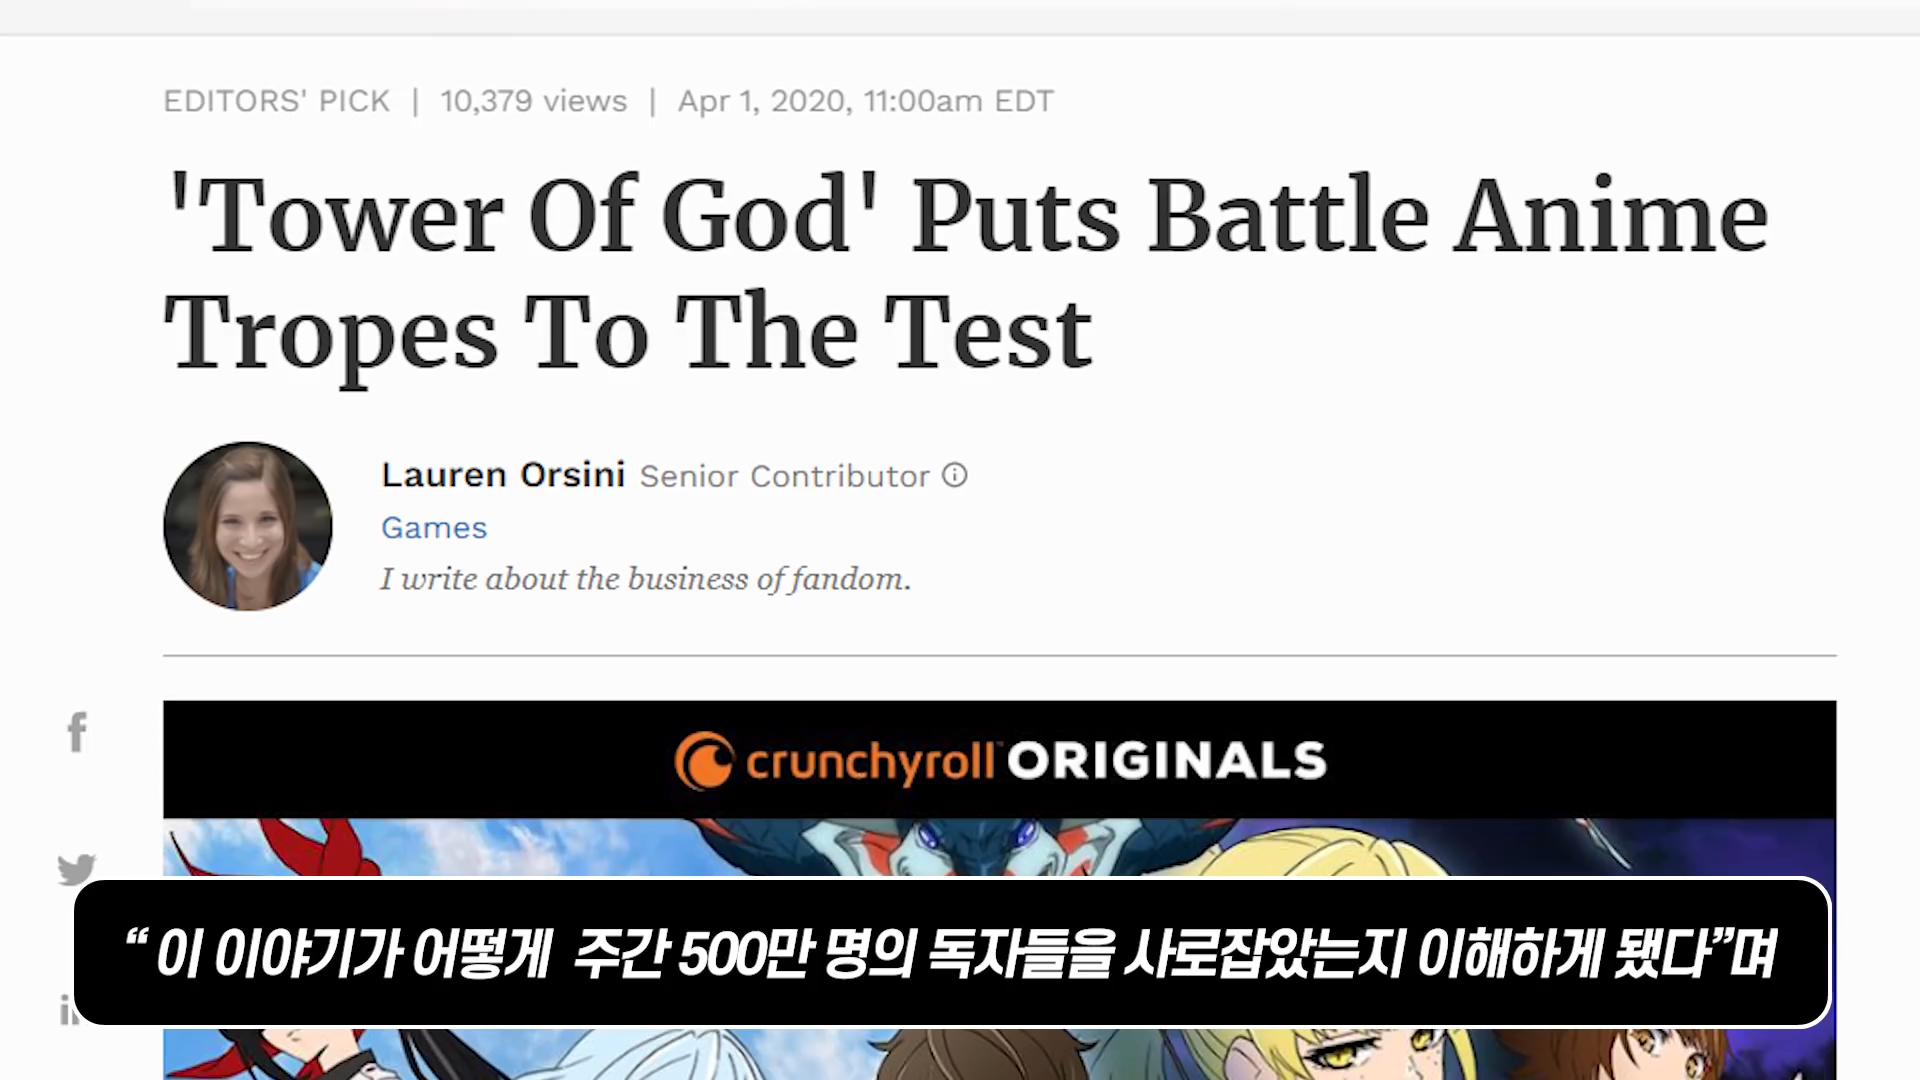 EDITORS' PICK | 10,379 views | Apr 1, 2020, 11:00am EDT
'Tower Of God' Puts Battle Anime
Tropes To The Test
Lauren Orsini Senior Contributor
Games
I write about the business of fandom.
crunchyroll ORIGINALS
“ 이 이야기가 어떻게 주간 500만 명의 독자들을 사로잡았는지 이해하게 됐다”며